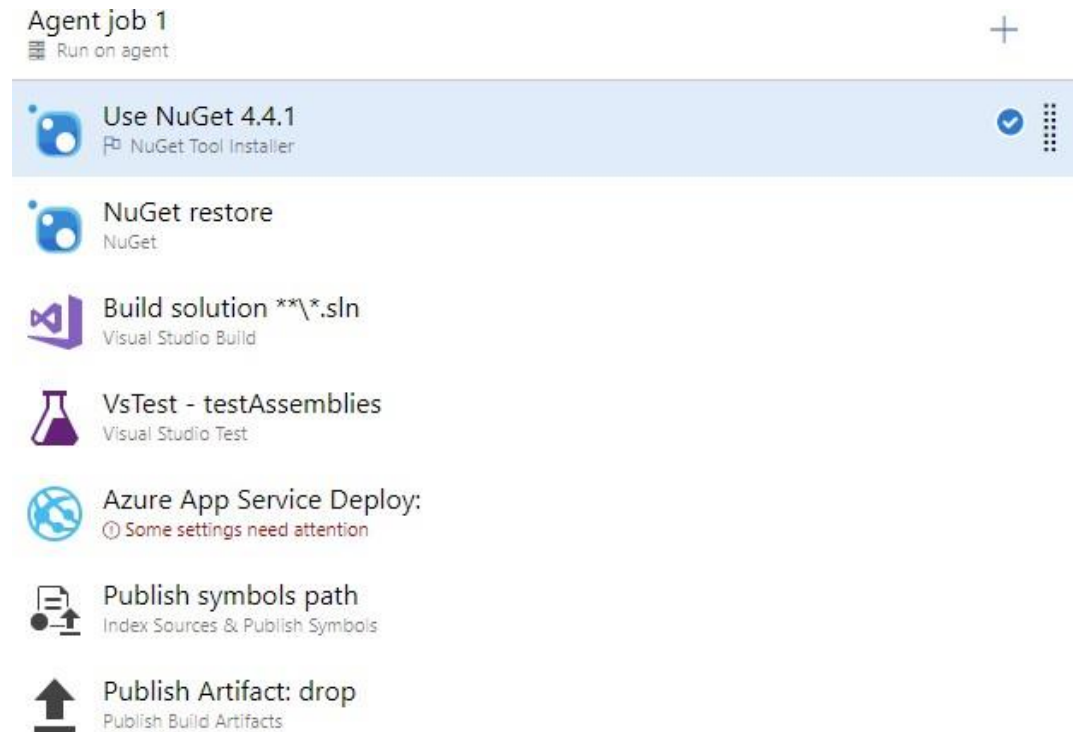 Agent job 1
Run on agent
Use NuGet 4.4.1
NuGet Tool Installer
NuGet restore
NuGet
Build solution **\*.sln
Visual Studio Build
VsTest - testAssemblies
Visual Studio Test
Azure App Service Deploy:
Some settings need attention
Publish symbols path
Index Sources & Publish Symbols
Publish Artifact: drop
Publish Build Artifacts